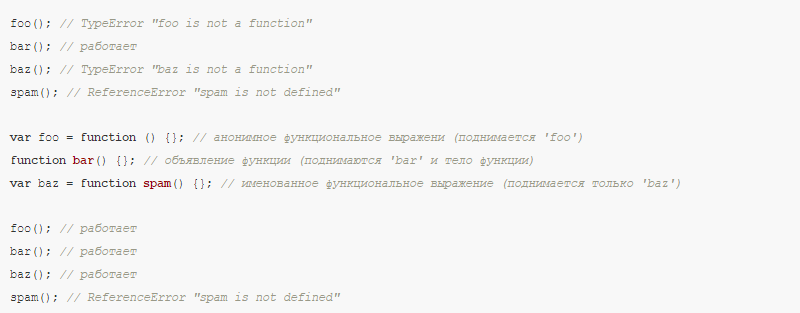 foo(); // TypeError "foo is not a function"
bar(); // работает
baz(); // TypeError "baz is not a function"
spam(); // ReferenceError "spam is not defined"
var foo = function () {}; // анонимное функциональное выражени (поднимается 'foo')
function bar() {}; // объявление функции (поднимаются 'bar' и тело функции)
var baz = function spam() {}; // именованное функциональное выражение (поднимается только 'baz')
foo(); // работает
bar(); // работает
baz(); // работает
spam(); // ReferenceError "spam is not defined"